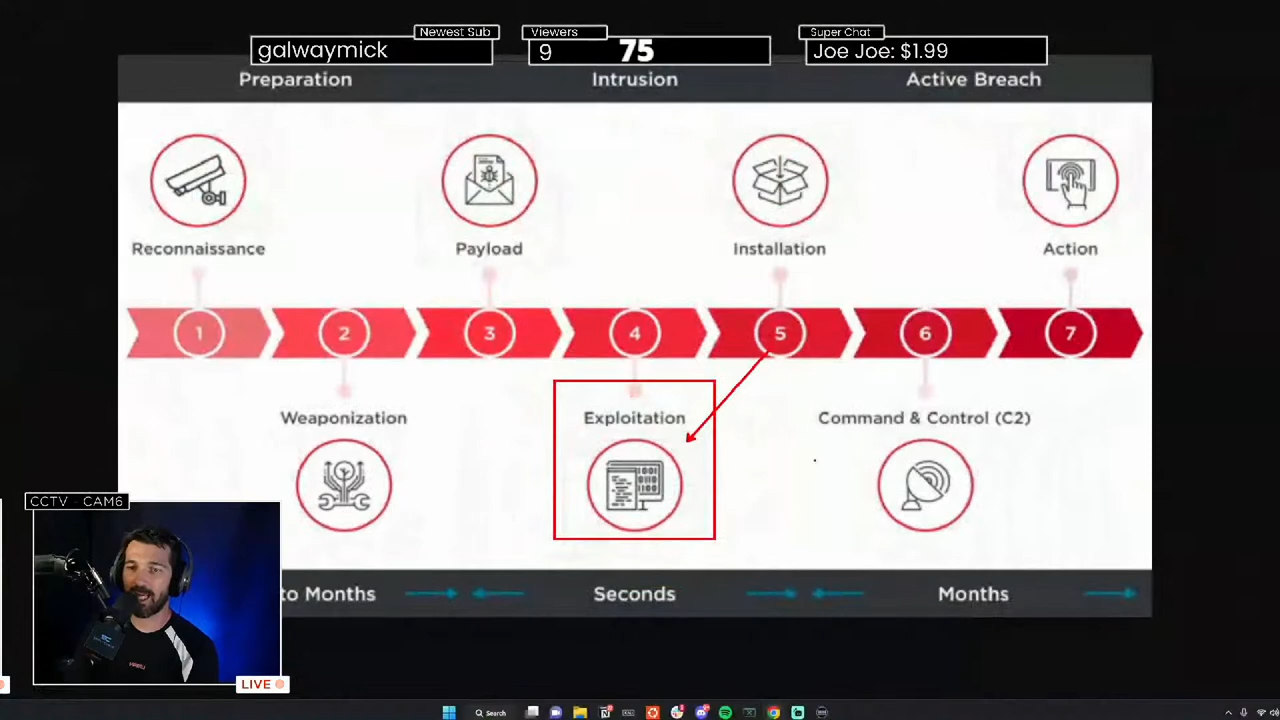 Newest Sub
galwaymick
Viewers
9
75
Super Chat
Joe Joe: $1.99
Preparation
Intrusion
Active Breach
Reconnaissance
Payload
Installation
Action
1
2
3
4
5
6
7
Weaponization
Exploitation
Command & Control (C2)
CCTV - CAM6
to Months
Seconds
Months
LIVE
Search